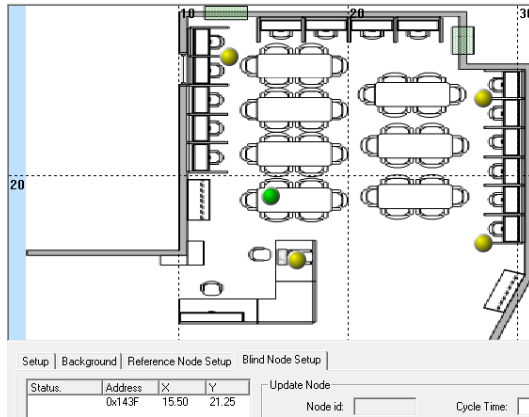 10 20 30
20
Setup Background Reference Node Setup Blind Node Setup
Status. Address X Y Update Node
0x143F 15.50 21.25 Node id: Cycle Time: